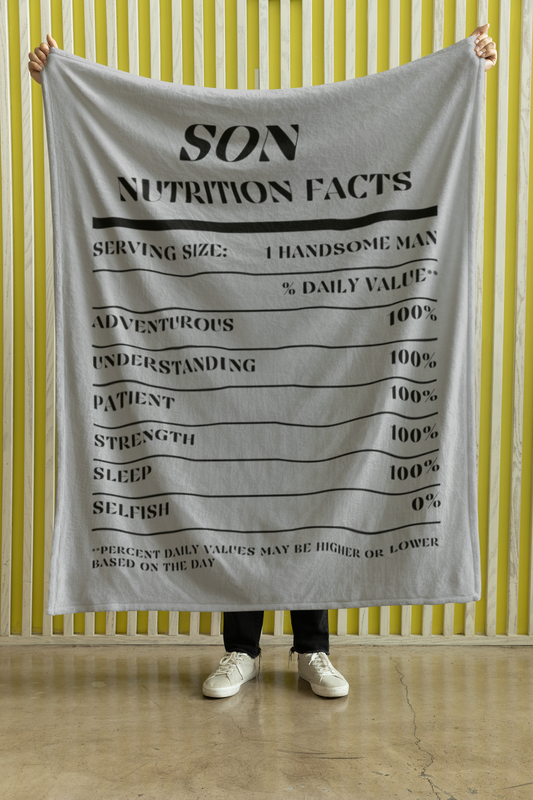 SON
NUTRITION FACTS
SERVING SIZE: 1 HANDSOME MAN
% DAILY VALUE**
ADVENTUROUS 100%
UNDERSTANDING 100%
PATIENT 100%
STRENGTH 100%
SLEEP 100%
SELFISH 0%
**PERCENT DAILY VALUES MAY BE HIGHER OR LOWER
BASED ON THE DAY